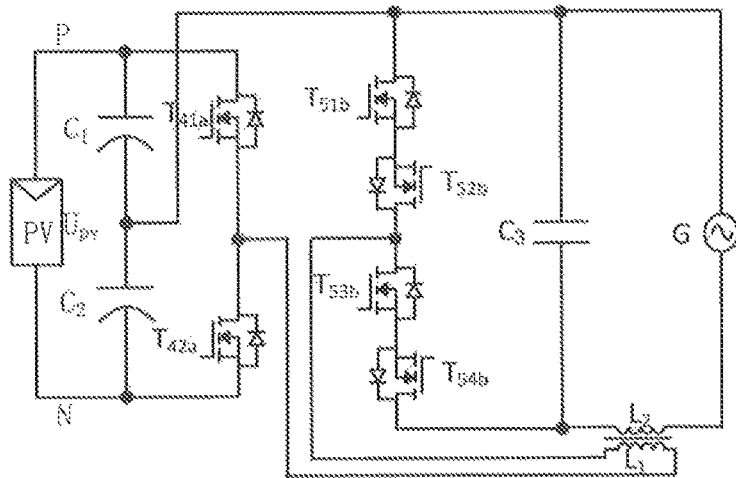 P
T₄₁ₐ
C₁
T₅₁b
T₅₂b
PV
Uₚᵥ
C₃
G
C₂
T₅₃b
T₄₂ₐ
T₅₄b
N
L₂
L₁